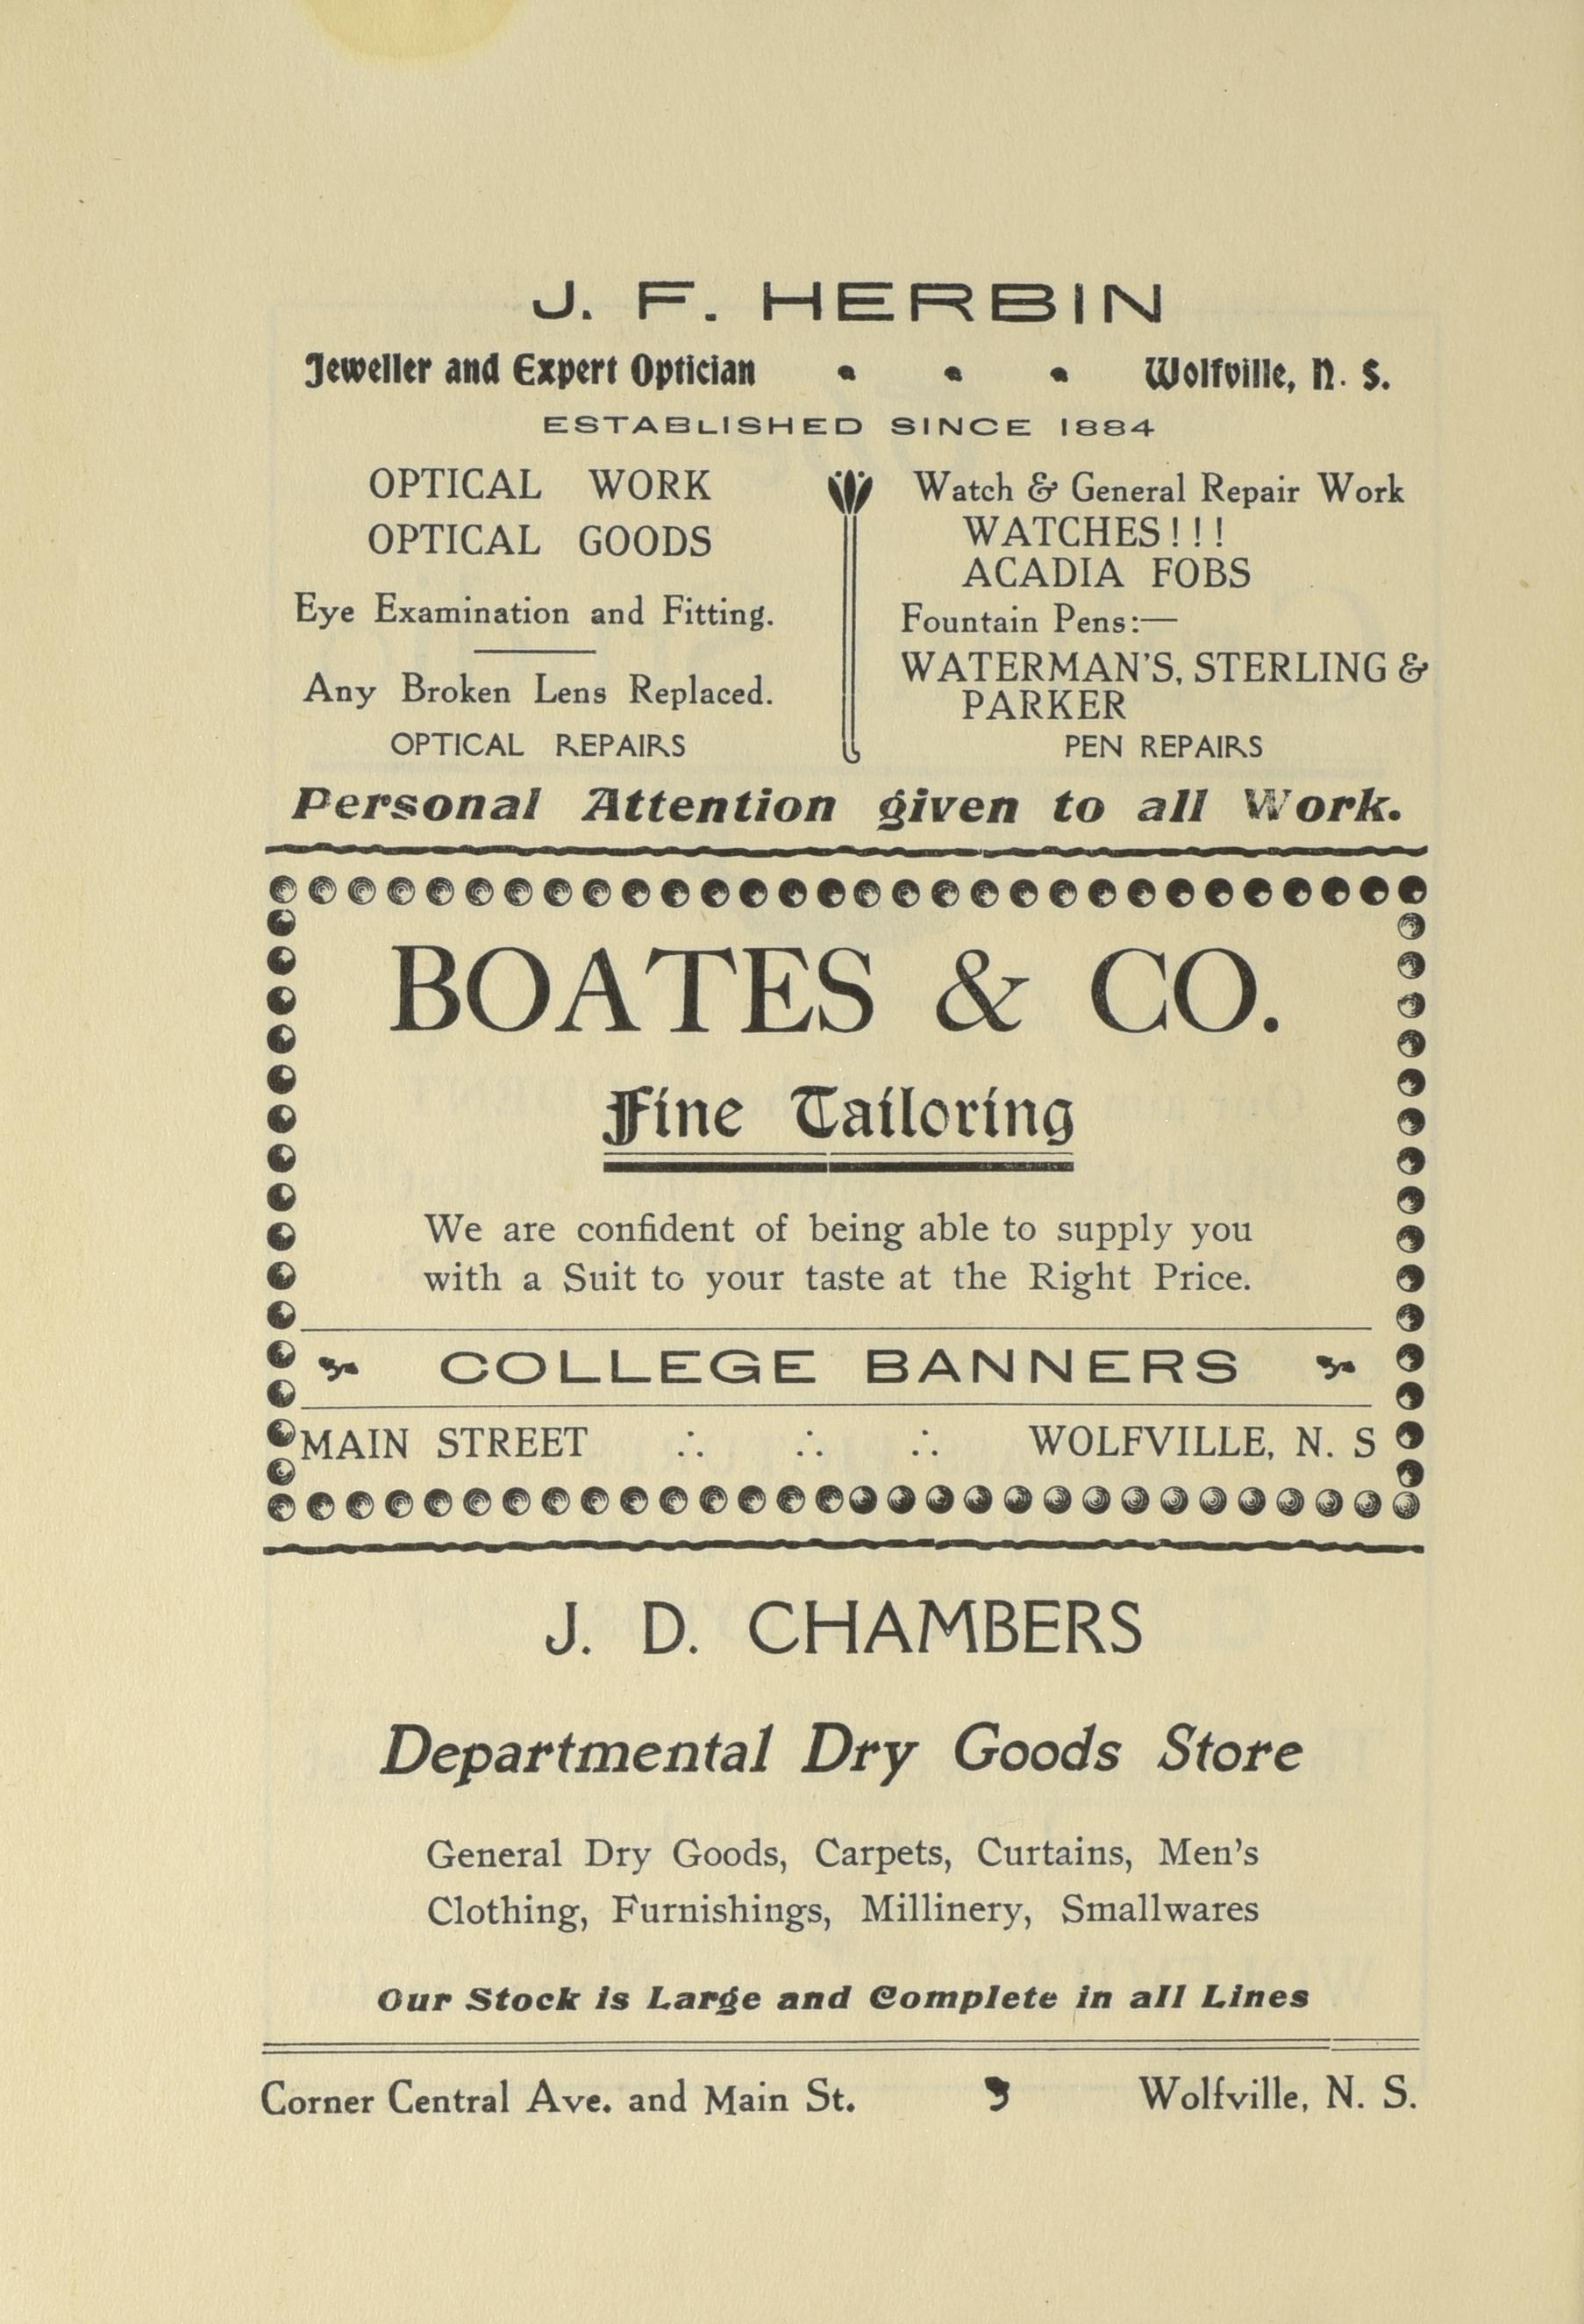 J. F. HERBIN
Jeweller and Expert Optician • • • Wolfville, N. S.
ESTABLISHED SINCE 1884
OPTICAL WORK
OPTICAL GOODS
Eye Examination and Fitting.
Any Broken Lens Replaced.
OPTICAL REPAIRS
Watch & General Repair Work
WATCHES!!!
ACADIA FOBS
Fountain Pens:—
WATERMAN'S, STERLING &
PARKER
PEN REPAIRS
Personal Attention given to all Work.
BOATES & CO.
Fine Tailoring
We are confident of being able to supply you
with a Suit to your taste at the Right Price.
COLLEGE BANNERS
MAIN STREET ∴ ∴ ∴ WOLFVILLE, N. S
J. D. CHAMBERS
Departmental Dry Goods Store
General Dry Goods, Carpets, Curtains, Men's
Clothing, Furnishings, Millinery, Smallwares
Our Stock is Large and Complete in all Lines
Corner Central Ave. and Main St. Wolfville, N. S.